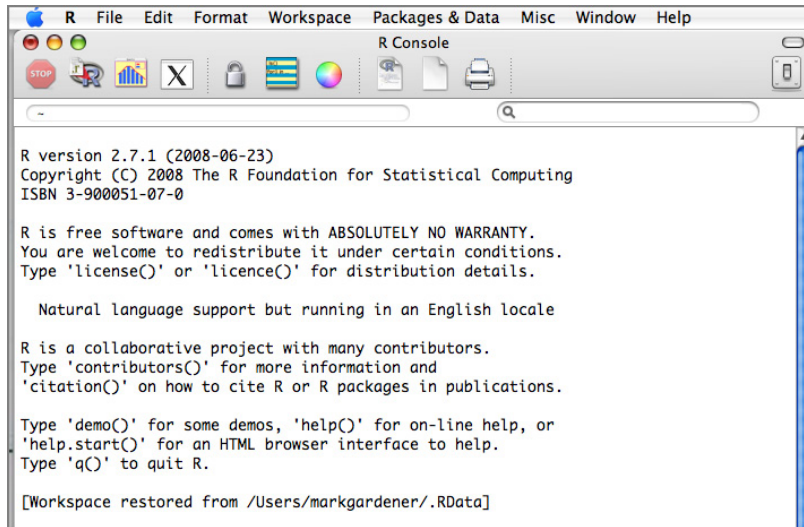 R File Edit Format Workspace Packages & Data Misc Window Help
R Console
STOP
R
X
R
~
R version 2.7.1 (2008-06-23)
Copyright (C) 2008 The R Foundation for Statistical Computing
ISBN 3-900051-07-0
R is free software and comes with ABSOLUTELY NO WARRANTY.
You are welcome to redistribute it under certain conditions.
Type 'license()' or 'licence()' for distribution details.
Natural language support but running in an English locale
R is a collaborative project with many contributors.
Type 'contributors()' for more information and
'citation()' on how to cite R or R packages in publications.
Type 'demo()' for some demos, 'help()' for on-line help, or
'help.start()' for an HTML browser interface to help.
Type 'q()' to quit R.
[Workspace restored from /Users/markgardener/.RData]